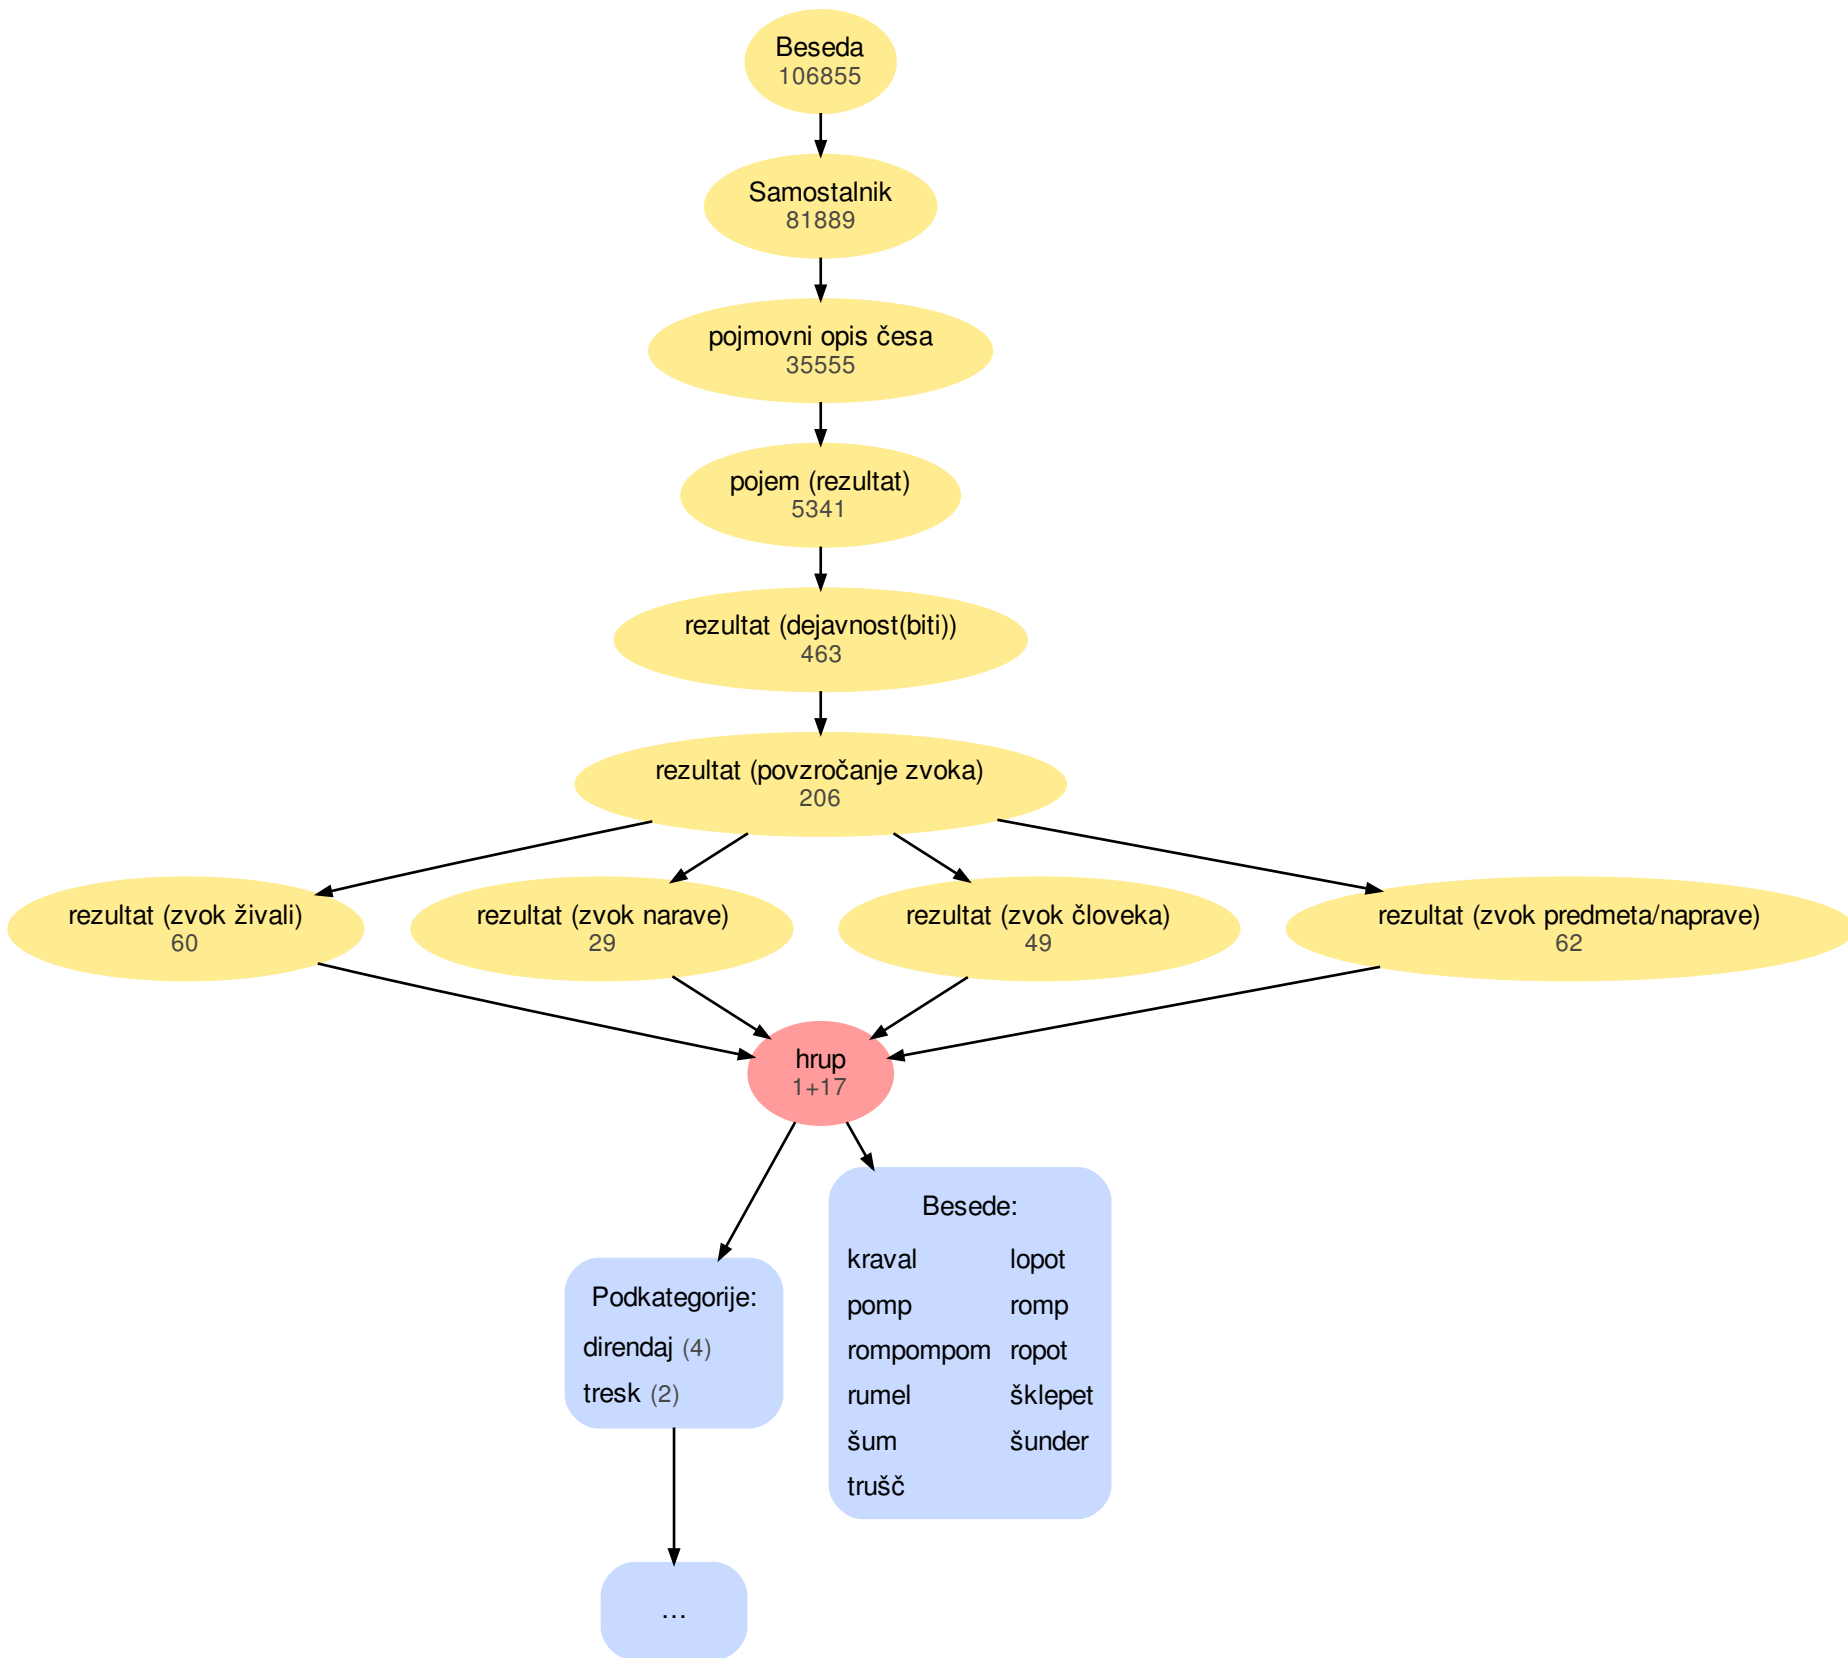 Beseda
106855
Samostalnik
81889
pojmovni opis česa
35555
pojem (rezultat)
5341
rezultat (dejavnost(biti))
463
rezultat (povzročanje zvoka)
206
rezultat (zvok živali)
60
rezultat (zvok narave)
29
rezultat (zvok človeka)
49
rezultat (zvok predmeta/naprave)
62
hrup
1+17
Podkategorije:
direndaj (4)
tresk (2)
...
Besede:
kraval lopot
pomp romp
rompompom ropot
rumel šklepet
šum šunder
trušč